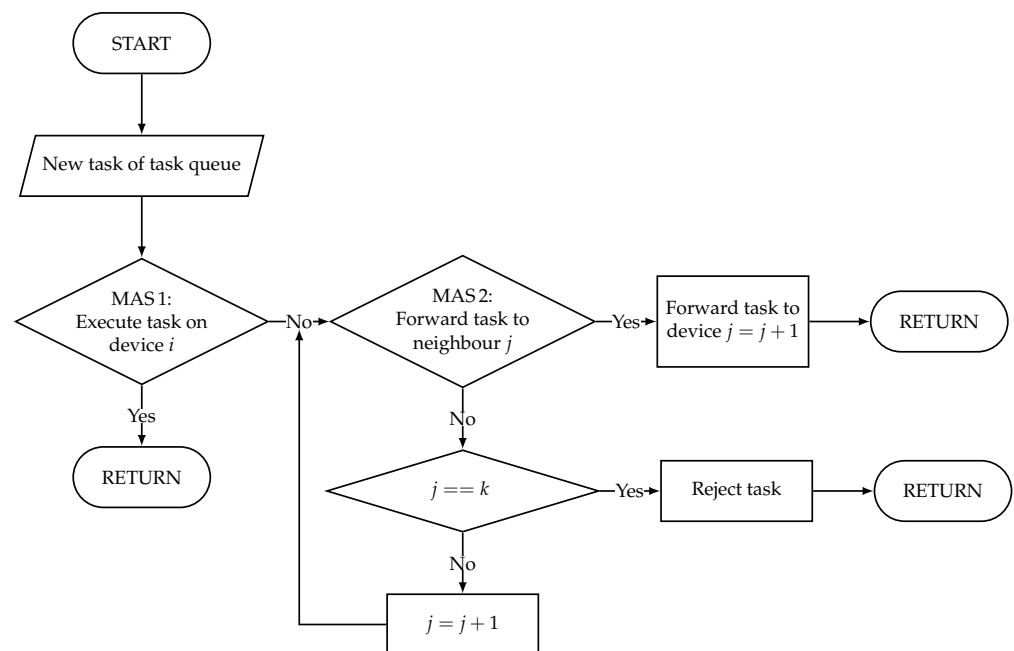 START
New task of task queue
MAS 1:
Execute task on
device i
No
MAS 2:
Forward task to
neighbour j
Yes
Forward task to
device j = j + 1
RETURN
Yes
RETURN
No
j == k
Yes
Reject task
RETURN
No
j = j + 1